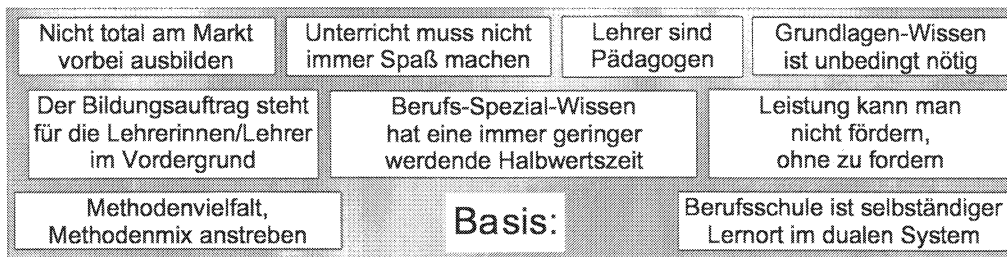 Nicht total am Markt
vorbei ausbilden
Unterricht muss nicht
immer Spaß machen
Lehrer sind
Pädagogen
Grundlagen-Wissen
ist unbedingt nötig
Der Bildungsauftrag steht
für die Lehrerinnen/Lehrer
im Vordergrund
Berufs-Spezial-Wissen
hat eine immer geringer
werdende Halbwertszeit
Leistung kann man
nicht fördern,
ohne zu fordern
Methodenvielfalt,
Methodenmix anstreben
Basis:
Berufsschule ist selbständiger
Lernort im dualen System